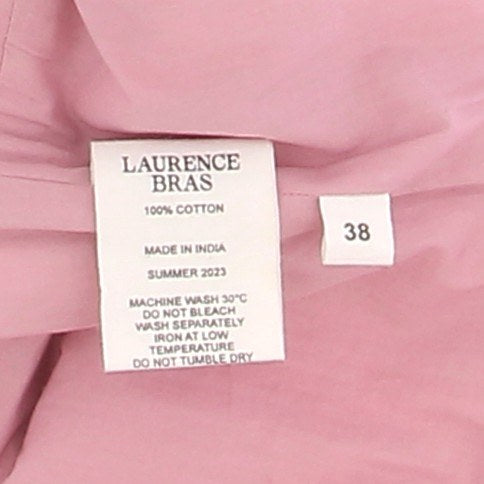 LAURENCE
BRAS
100% COTTON
MADE IN INDIA
SUMMER 2023
MACHINE WASH 30°C
DO NOT BLEACH
WASH SEPARATELY
IRON AT LOW
TEMPERATURE
DO NOT TUMBLE DRY
38